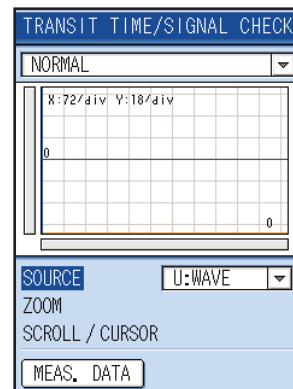 TRANSIT TIME/SIGNAL CHECK
NORMAL
X:72/div Y:18/div
0
0
SOURCE U:WAVE
ZOOM
SCROLL / CURSOR
MEAS. DATA